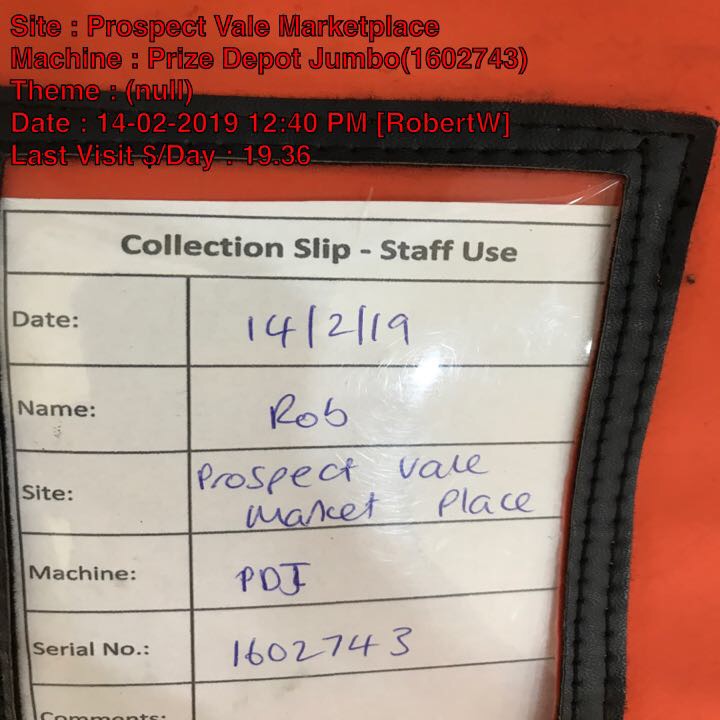 Site : Prospect Vale Marketplace
Machine : Prize Depot Jumbo(1602743)
Theme : (null)
Date : 14-02-2019 12:40 PM [RobertW]
Last Visit $/Day : 19.36
Collection Slip - Staff Use
Date: 14/2/19
Name: Rob
Site: Prospect Vale
Market Place
Machine: PDJ
Serial No.: 1602743
Comments: